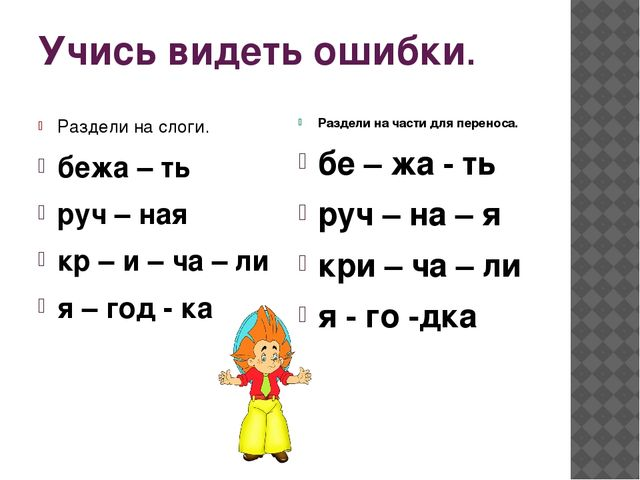 Учись видеть ошибки.
Раздели на слоги.
бежа – ть
руч – ная
кр – и – ча – ли
я – год - ка
Раздели на части для переноса.
бе – жа - ть
руч – на – я
кри – ча – ли
я - го -дка